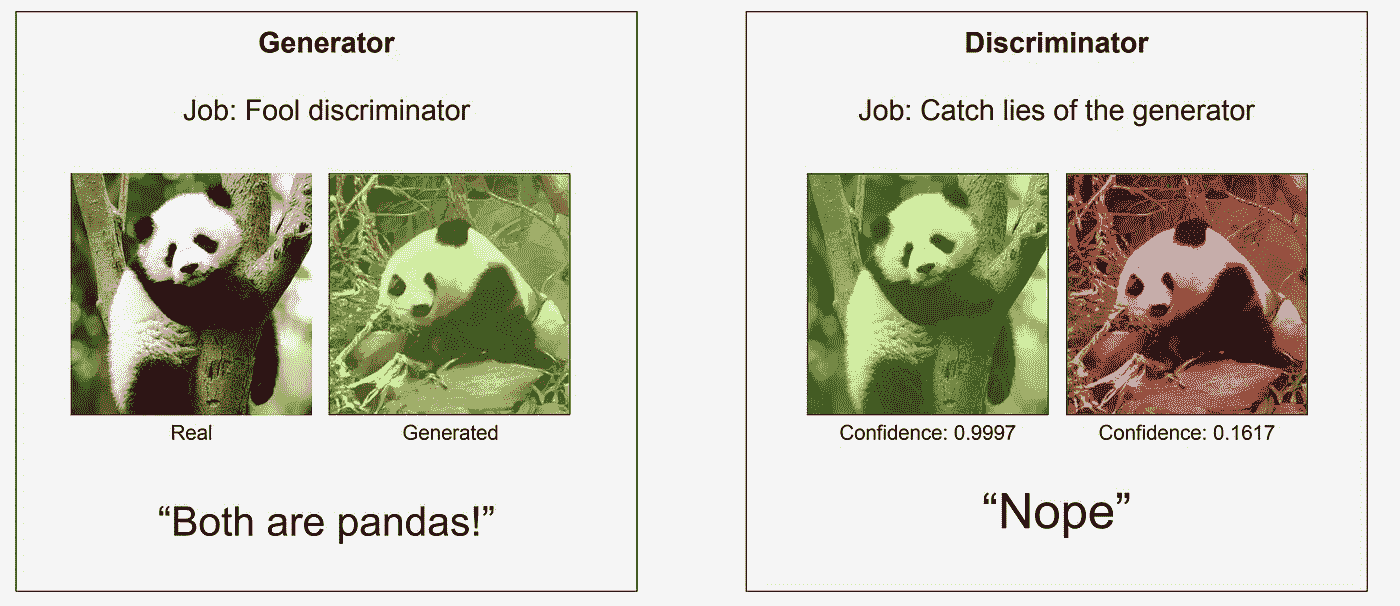 Generator
Job: Fool discriminator
Real
Generated
“Both are pandas!”
Discriminator
Job: Catch lies of the generator
Confidence: 0.9997
Confidence: 0.1617
“Nope”